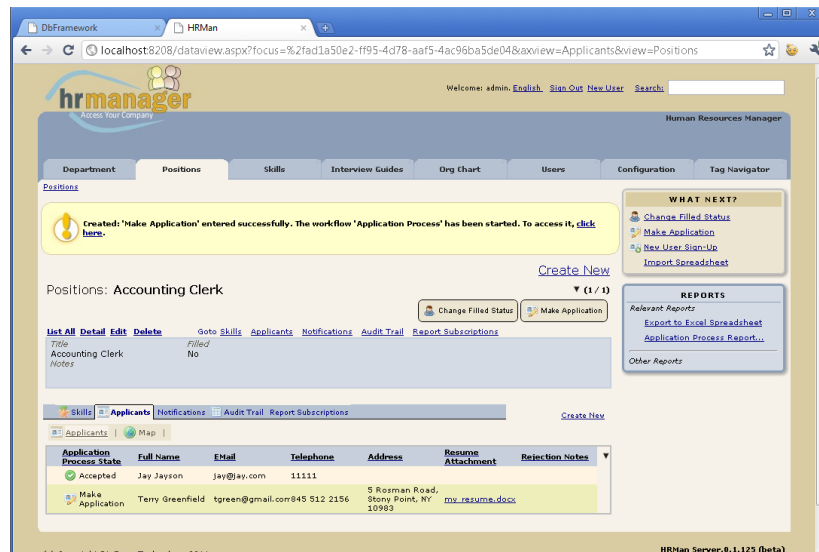 DbFramework
HRMan
localhost:8208/dataview.aspx?focus=%2fad1a50e2-ff95-4d78-aaf5-4ac96ba5de04&axview=Applicants&view=Positions
hrmanager
Access Your Company
Welcome: admin. English Sign Out New User Search:
Human Resources Manager
Department Positions Skills Interview Guides Org Chart Users Configuration Tag Navigator
Positions
Created: 'Make Application' entered successfully. The workflow 'Application Process' has been started. To access it, click
here.
WHAT NEXT?
Change Filled Status
Make Application
New User Sign-Up
Import Spreadsheet
Create New
Positions: Accounting Clerk
(1 / 1)
Change Filled Status Make Application
REPORTS
Relevant Reports
Export to Excel Spreadsheet
Application Process Report...
Other Reports
List All Detail Edit Delete Goto Skills Applicants Notifications Audit Trail Report Subscriptions
Title Filled
Accounting Clerk No
Notes
Skills Applicants Notifications Audit Trail Report Subscriptions
Create New
Applicants | Map |
Application
Process State Full Name EMail Telephone Address Resume
Attachment Rejection Notes
Accepted Jay Jayson jay@jay.com 11111
Make
Application Terry Greenfield tgreen@gmail.com 845 512 2156 5 Rosman Road,
Stony Point, NY
10983 my_resume.docx
HRMan Server.0.1.125 (beta)